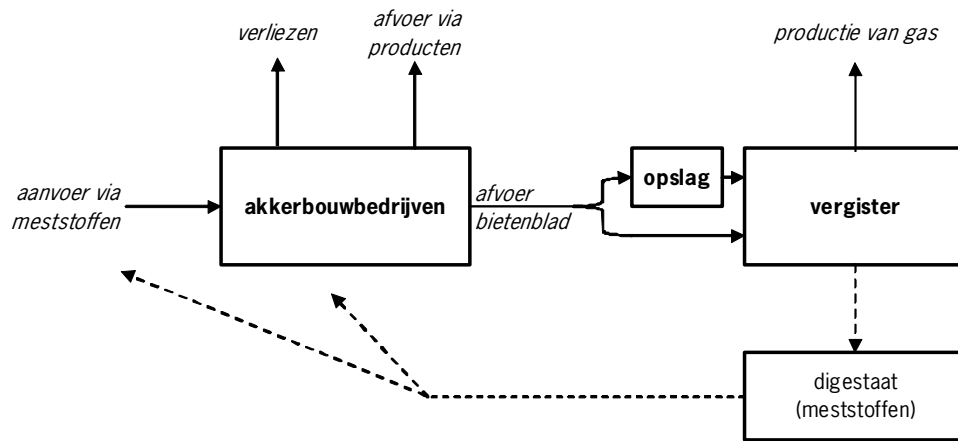 verliezen
afvoer via
producten
productie van gas
aanvoer via
meststoffen
akkerbouwbedrijven
afvoer
bietenblad
opslag
vergister
digestaat
(meststoffen)